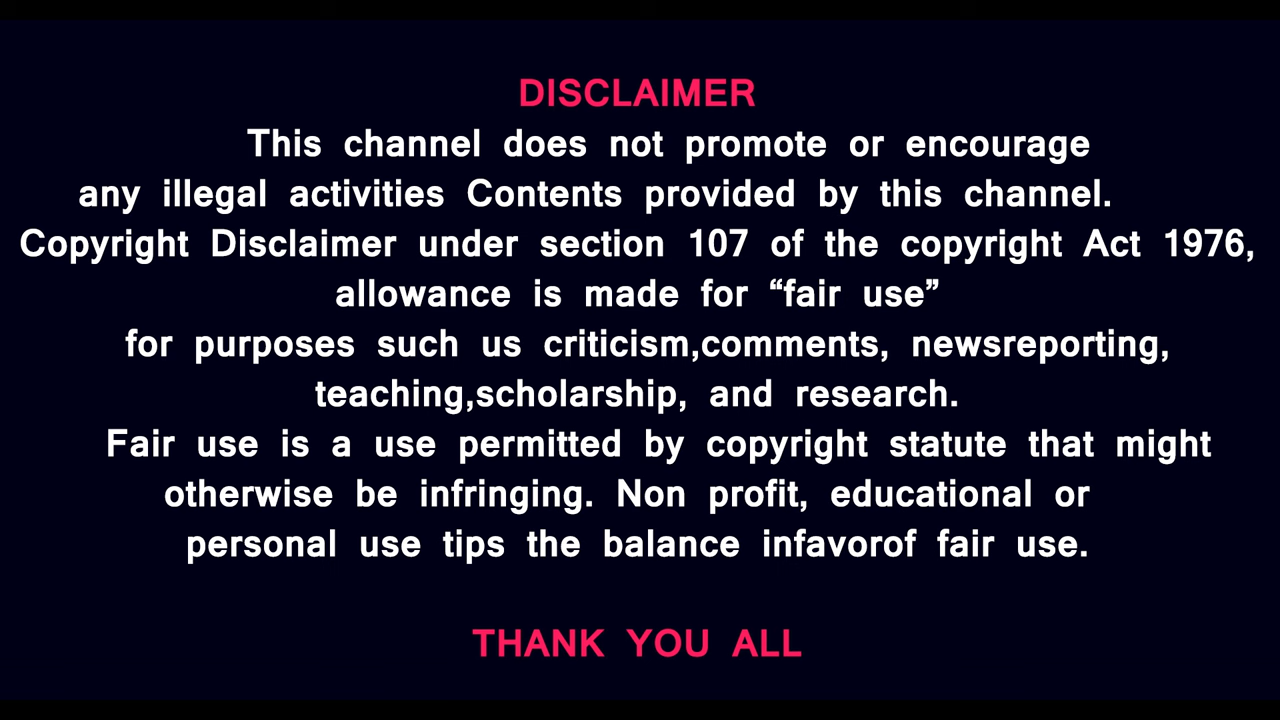 DISCLAIMER
This channel does not promote or encourage
any illegal activities Contents provided by this channel.
Copyright Disclaimer under section 107 of the copyright Act 1976,
allowance is made for “fair use”
for purposes such us criticism,comments, newsreporting,
teaching,scholarship, and research.
Fair use is a use permitted by copyright statute that might
otherwise be infringing. Non profit, educational or
personal use tips the balance infavorof fair use.
THANK YOU ALL